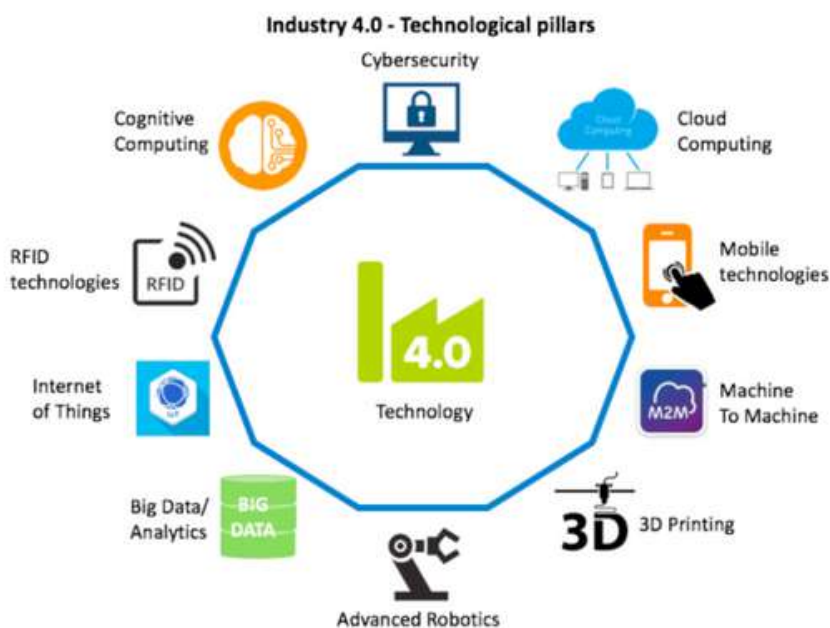 Industry 4.0 - Technological pillars
Cybersecurity
Cognitive
Computing
Cloud
Computing
Cloud
Computing
RFID
technologies
RFID
Mobile
technologies
4.0
Technology
Internet
of Things
IoT
M2M
Machine
To Machine
Big Data/
Analytics
BIG
DATA
3D
3D Printing
Advanced Robotics